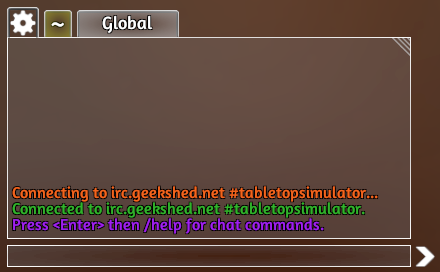 ~ Global
Connecting to irc.geekshed.net #tabletopsimulator...
Connected to irc.geekshed.net #tabletopsimulator.
Press <Enter> then /help for chat commands.